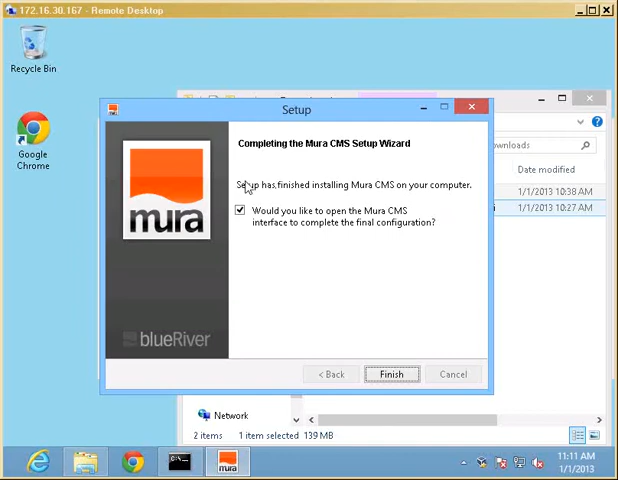 172.16.30.167 - Remote Desktop
Recycle Bin
Google
Chrome
Setup
Completing the Mura CMS Setup Wizard
Setup has finished installing Mura CMS on your computer.
Would you like to open the Mura CMS
interface to complete the final configuration?
mura
blueRiver
< Back
Finish
Cancel
ownloads
Date modified
1/1/2013 10:38 AM
1/1/2013 10:27 AM
Network
2 items
1 item selected 139 MB
C:\
mura
11:11 AM
1/1/2013